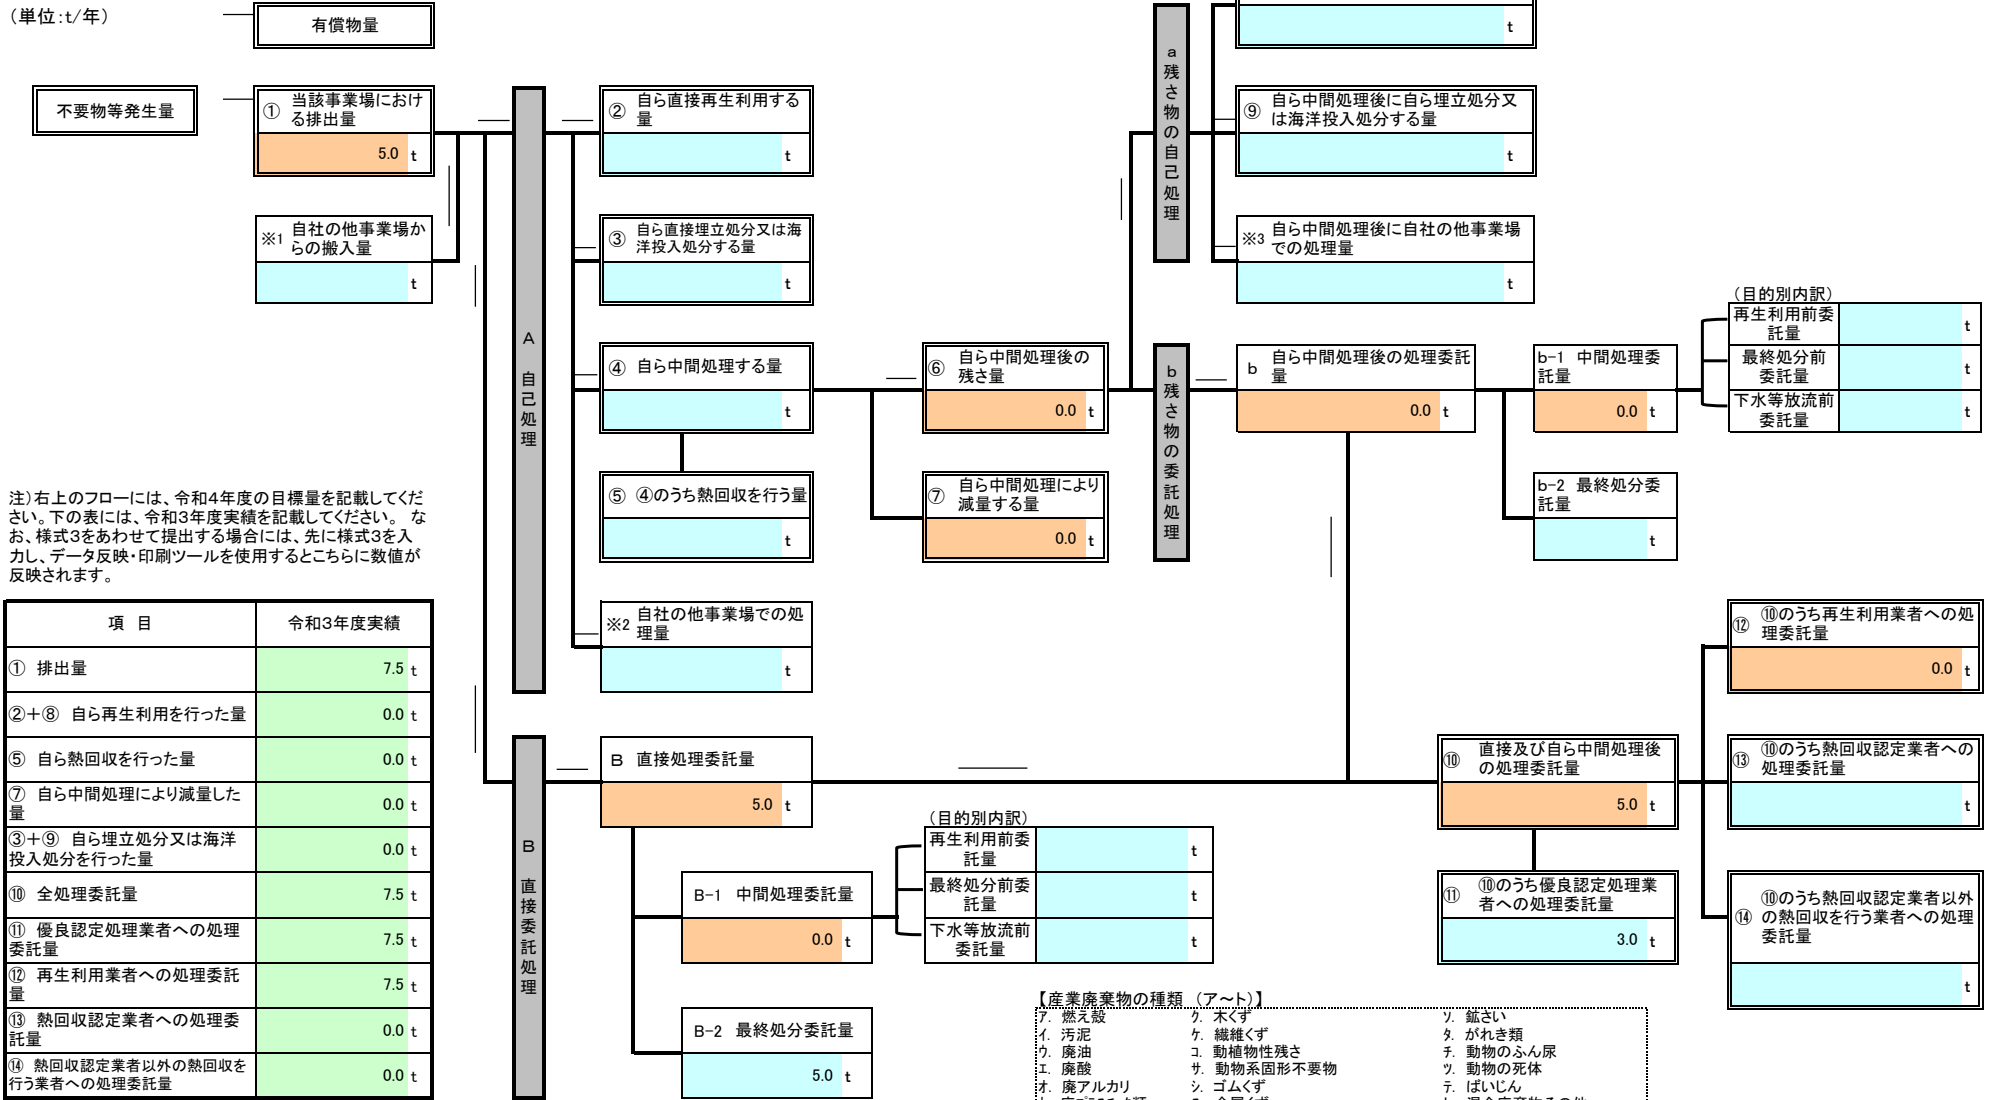 （単位:t/年）
有償物量
t
不要物等発生量
① 当該事業場におけ
る排出量
5.0 t
※1 自社の他事業場か
らの搬入量
t
A 自己処理
② 自ら直接再生利用する
量
t
③ 自ら直接埋立処分又は海
洋投入処分する量
t
④ 自ら中間処理する量
t
⑤ ④のうち熱回収を行う量
t
※2 自社の他事業場での処
理量
t
⑥ 自ら中間処理後の
残さ量
0.0 t
⑦ 自ら中間処理により
減量する量
0.0 t
a 残さ物の自己処理
⑨ 自ら中間処理後に自ら埋立処分又
は海洋投入処分する量
t
※3 自ら中間処理後に自社の他事業場
での処理量
t
b 残さ物の委託処理
b 自ら中間処理後の処理委託
量
0.0 t
b-1 中間処理委
託量
0.0 t
b-2 最終処分委
託量
t
（目的別内訳）
再生利用前委
託量
t
最終処分前
委託量
t
下水等放流前
委託量
t
注）右上のフローには、令和4年度の目標量を記載してくだ
さい。下の表には、令和3年度実績を記載してください。 な
お、様式3をあわせて提出する場合には、先に様式3を入
力し、データ反映・印刷ツールを使用するとこちらに数値が
反映されます。
項 目 令和3年度実績
① 排出量 7.5 t
②＋⑧ 自ら再生利用を行った量 0.0 t
⑤ 自ら熱回収を行った量 0.0 t
⑦ 自ら中間処理により減量した
量 0.0 t
③＋⑨ 自ら埋立処分又は海洋
投入処分を行った量 0.0 t
⑩ 全処理委託量 7.5 t
⑪ 優良認定処理業者への処理
委託量 7.5 t
⑫ 再生利用業者への処理委託
量 7.5 t
⑬ 熱回収認定業者への処理委
託量 0.0 t
⑭ 熱回収認定業者以外の熱回収を
行う業者への処理委託量 0.0 t
B 直接委託処理
B 直接処理委託量
5.0 t
B-1 中間処理委託量
0.0 t
B-2 最終処分委託量
5.0 t
（目的別内訳）
再生利用前委
託量
t
最終処分前委
託量
t
下水等放流前
委託量
t
⑩ 直接及び自ら中間処理後
の処理委託量
5.0 t
⑪ ⑩のうち優良認定処理業
者への処理委託量
3.0 t
⑫ ⑩のうち再生利用業者への処
理委託量
0.0 t
⑬ ⑩のうち熱回収認定業者への
処理委託量
t
⑭ ⑩のうち熱回収認定業者以外
の熱回収を行う業者への処理
委託量
t
【産業廃棄物の種類 （ア～ト）】
ア. 燃え殻 ク. 木くず ソ. 鉱さい
イ. 汚泥 ケ. 繊維くず タ. がれき類
ウ. 廃油 コ. 動植物性残さ チ. 動物のふん尿
エ. 廃酸 サ. 動物系固形不要物 ツ. 動物の死体
オ. 廃アルカリ シ. ゴムくず テ. ばいじん